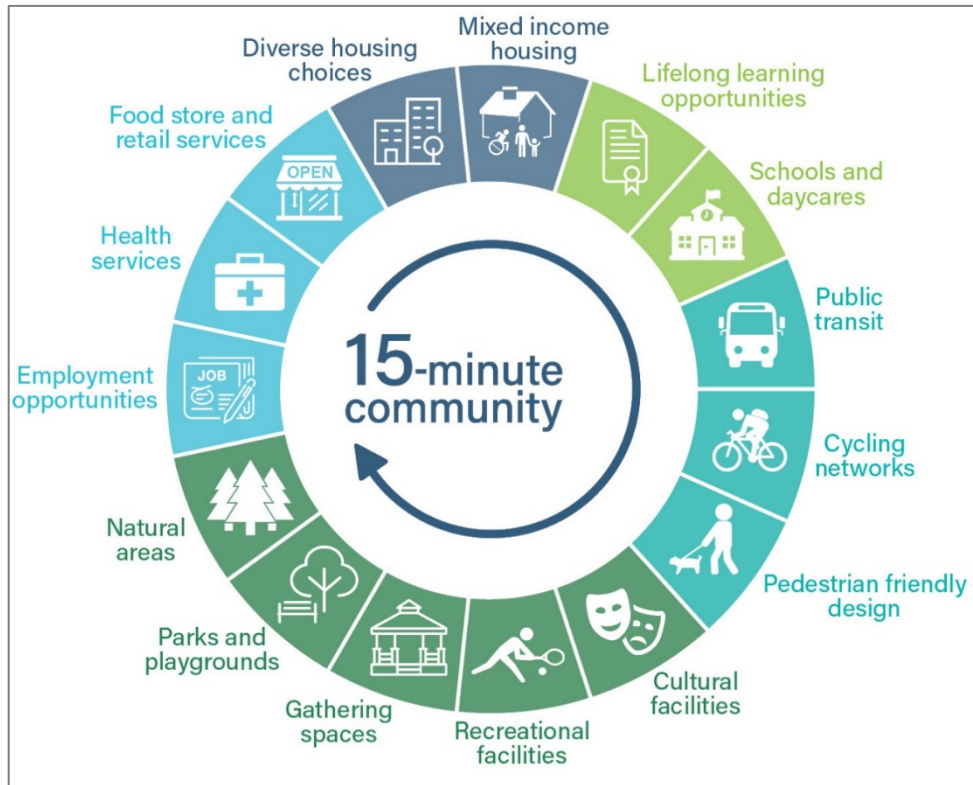 Mixed income
housing
Lifelong learning
opportunities
Schools and
daycares
Public
transit
Cycling
networks
Pedestrian friendly
design
Cultural
facilities
Recreational
facilities
Gathering
spaces
Parks and
playgrounds
Natural
areas
Employment
opportunities
JOB
Health
services
Food store and
retail services
OPEN
Diverse housing
choices
15-minute
community